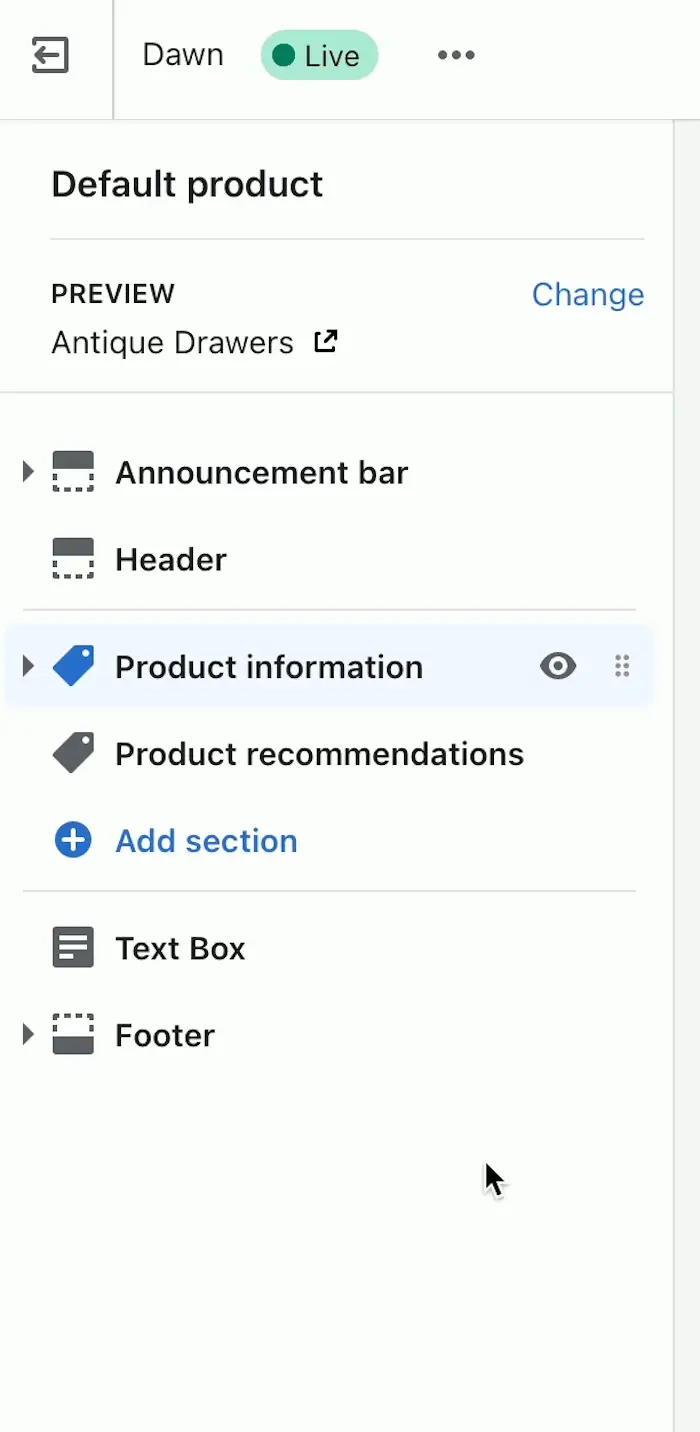 Dawn Live
Default product
PREVIEW Change
Antique Drawers
Announcement bar
Header
Product information
Product recommendations
Add section
Text Box
Footer